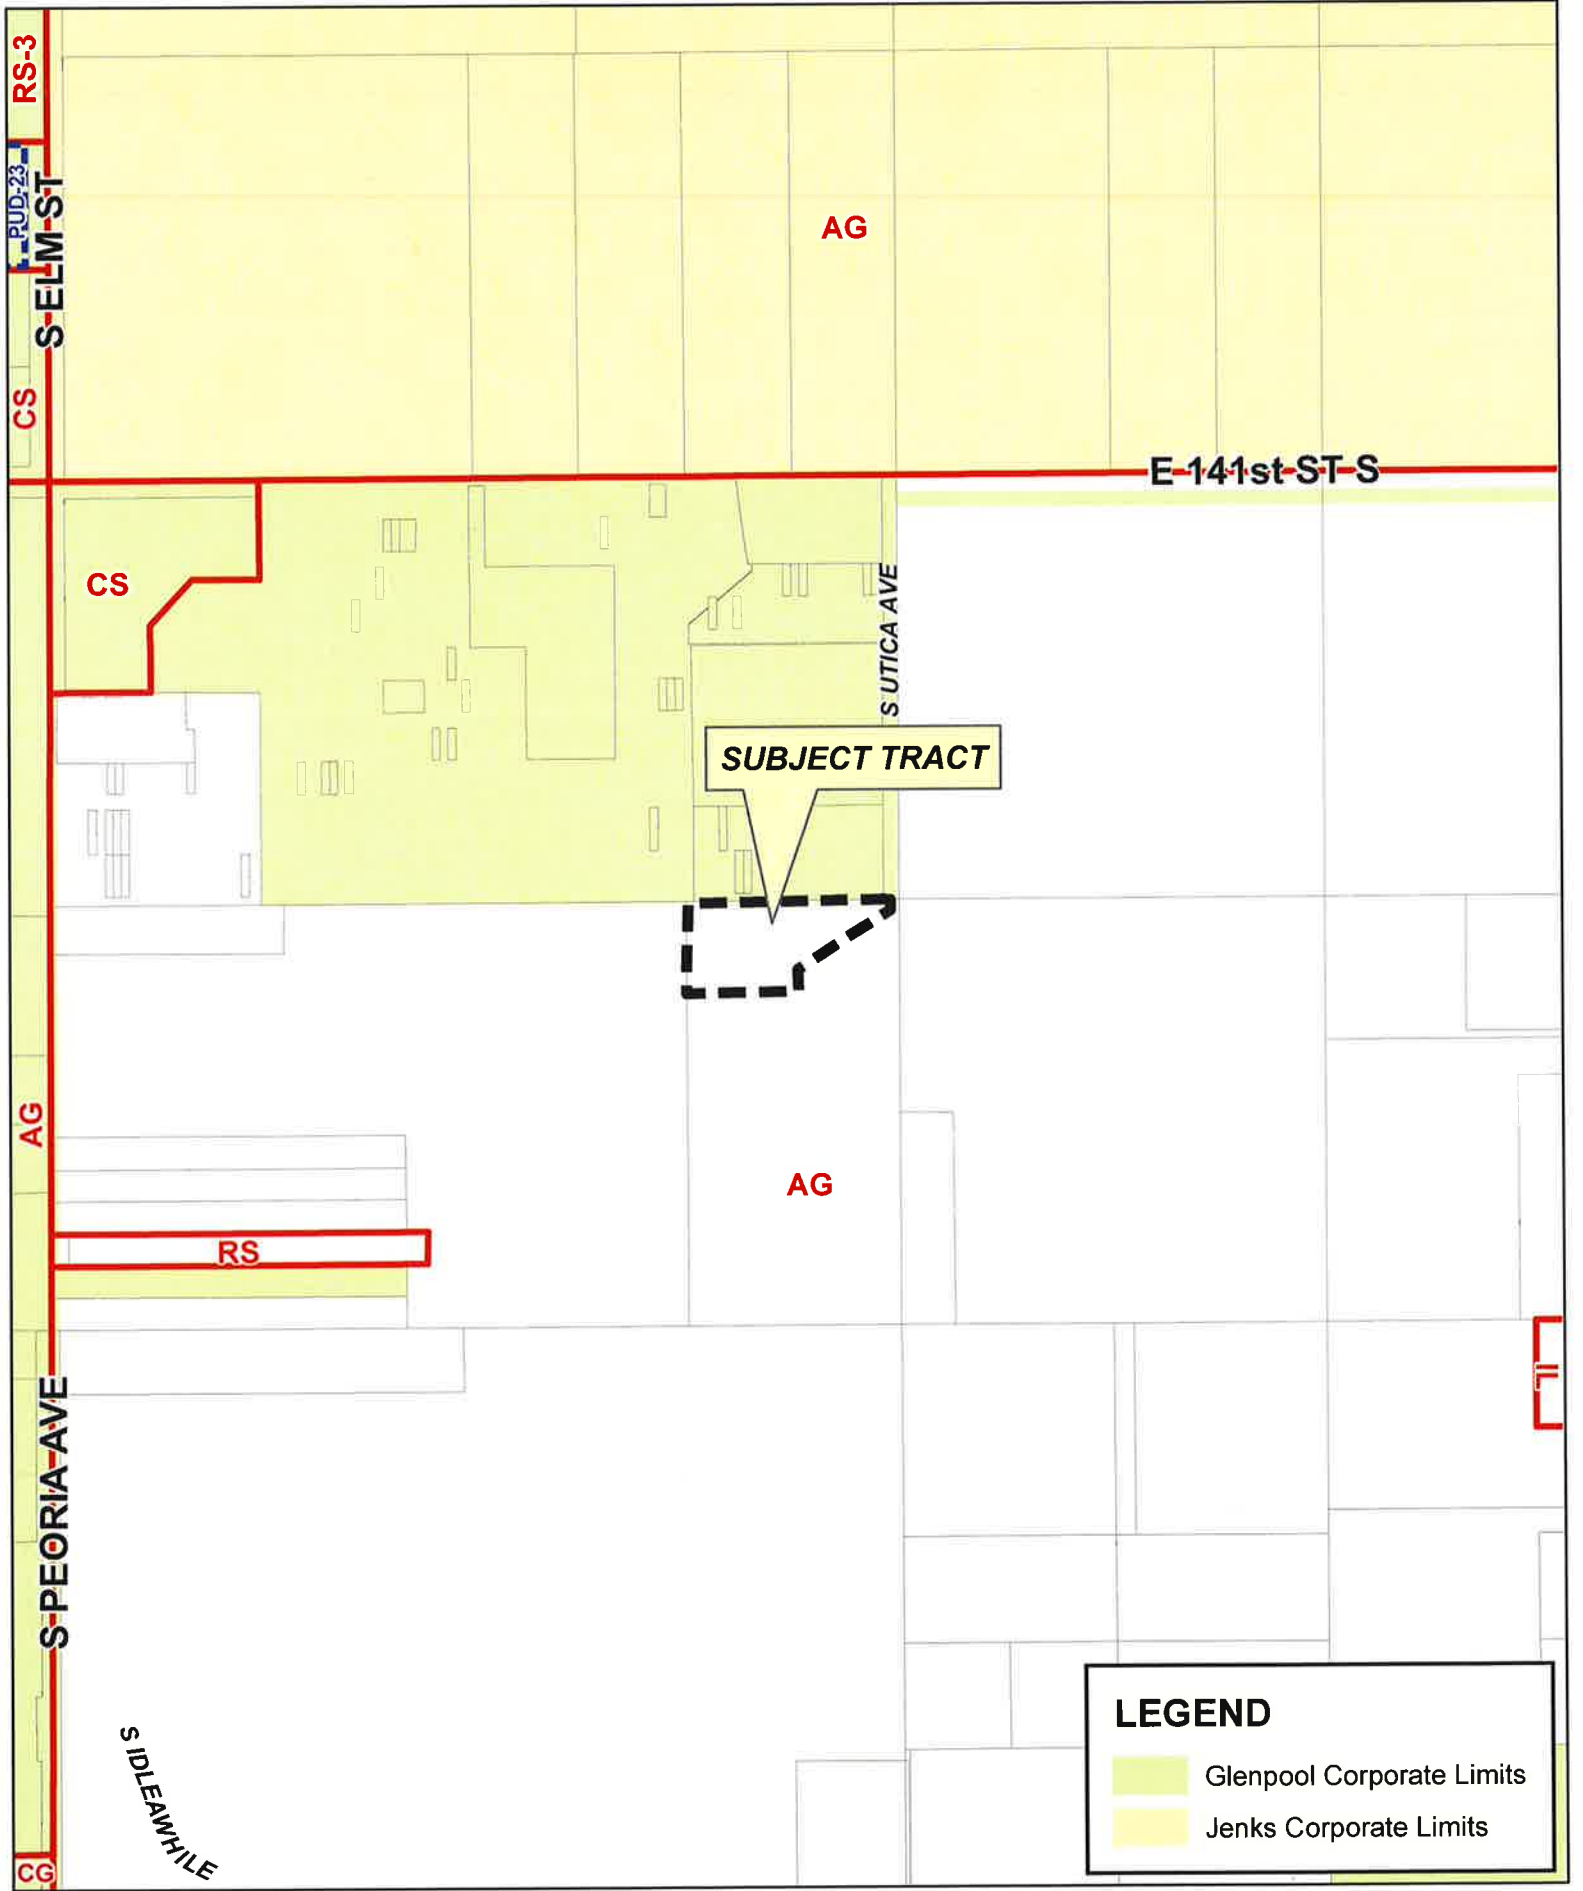 RS-3
PUD-23
S ELM ST
AG
CS
E 141st ST S
CS
S UTICA AVE
SUBJECT TRACT
AG
AG
RS
IL
S PEORIA AVE
S IDLEAWHILE
CG
LEGEND
Glenpool Corporate Limits
Jenks Corporate Limits